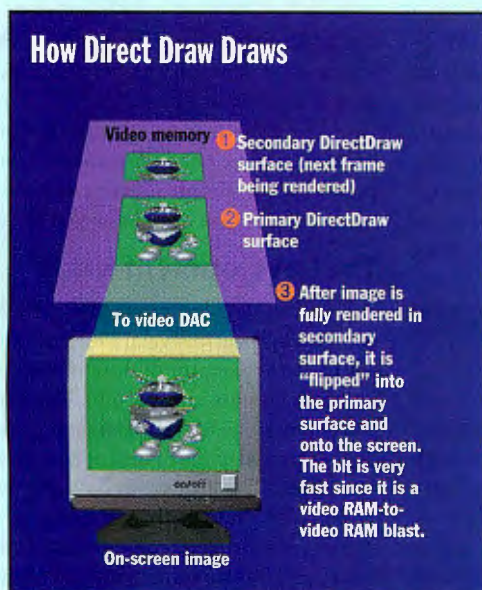 How Direct Draw Draws
Video memory
1 Secondary DirectDraw
surface (next frame
being rendered)
2 Primary DirectDraw
surface
3 After image is
fully rendered in
secondary
surface, it is
“flipped” into
the primary
surface and
onto the screen.
The blt is very
fast since it is a
video RAM-to-
video RAM blast.
To video DAC
on/off
On-screen image